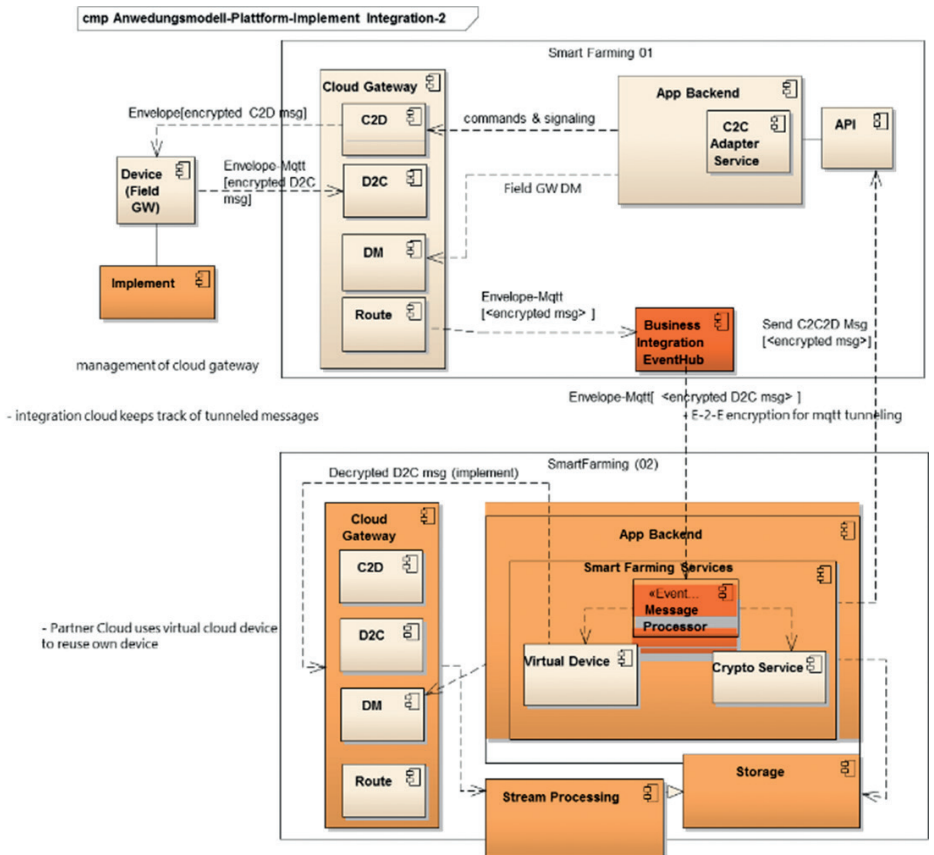 cmp Anwedungsmodell-Plattform-Implement Integration-2
Smart Farming 01
Cloud Gateway
App Backend
Envelope[encrypted C2D msg]
C2D
commands & signaling
C2C
Adapter
Service
API
Device
(Field
GW)
Envelope-Mqtt
[encrypted D2C
msg]
D2C
Field GW DM
DM
Implement
Route
Envelope-Mqtt
[<encrypted msg> ]
Business
Integration
EventHub
Send C2C2D Msg
[<encrypted msg>]
management of cloud gateway
Envelope-Mqtt[ <encrypted D2C msg> ]
- integration cloud keeps track of tunneled messages
- E-2-E encryption for mqtt tunneling
SmartFarming (02)
Decrypted D2C msg (implement)
Cloud
Gateway
App Backend
C2D
Smart Farming Services
«Event...
Message
Processor
- Partner Cloud uses virtual cloud device
to reuse own device
D2C
Virtual Device
Crypto Service
DM
Route
Storage
Stream Processing